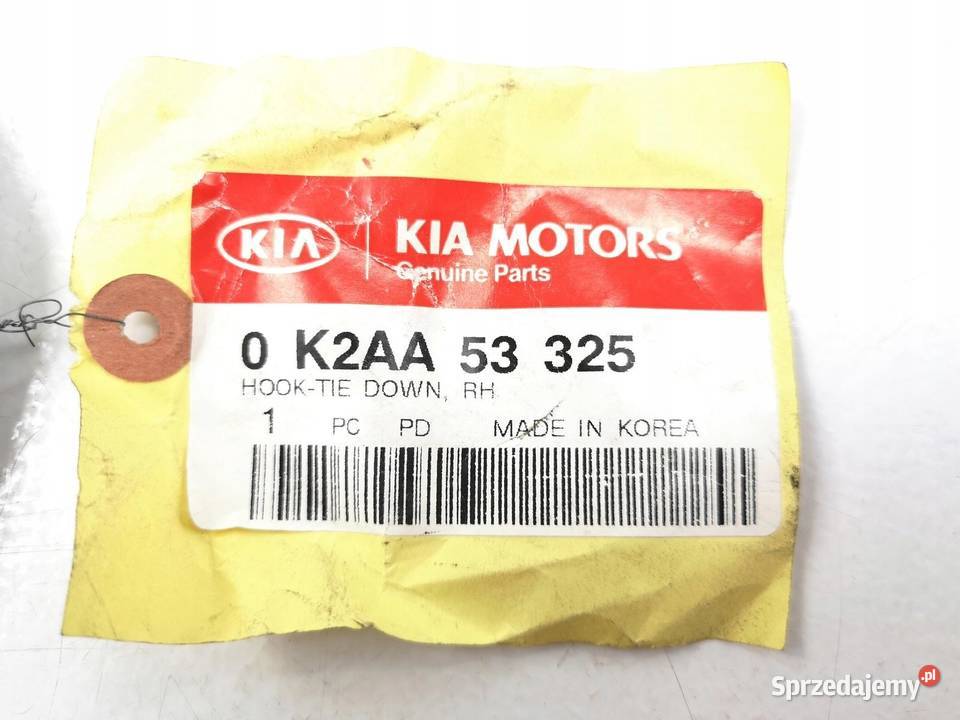 KIA
KIA MOTORS
Genuine Parts
0 K2AA 53 325
HOOK-TIE DOWN, RH
1 PC PD MADE IN KOREA
Sprzedajemy.pl